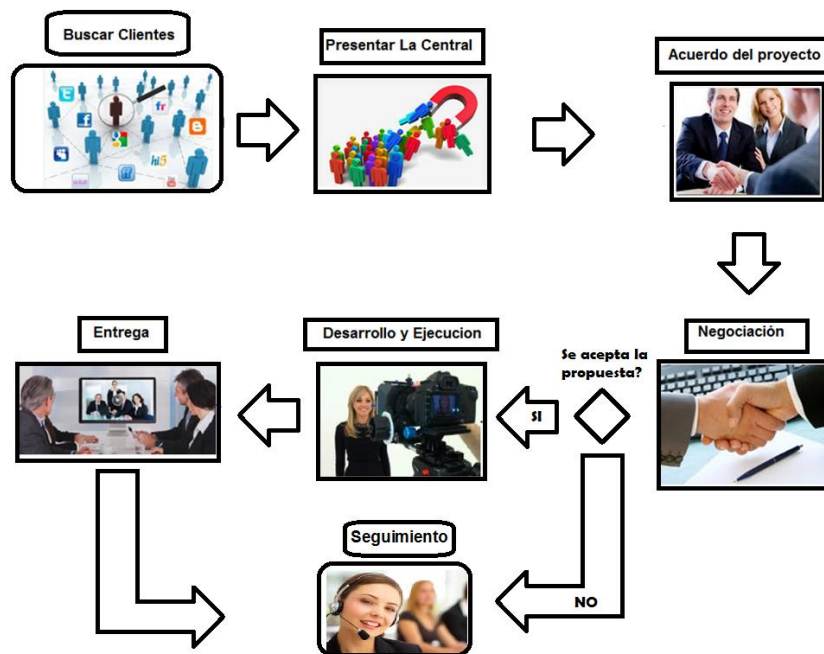 Buscar Clientes
Presentar La Central
Acuerdo del proyecto
Entrega
Desarrollo y Ejecucion
Se acepta la
propuesta?
Negociación
SI
NO
Seguimiento
hi5